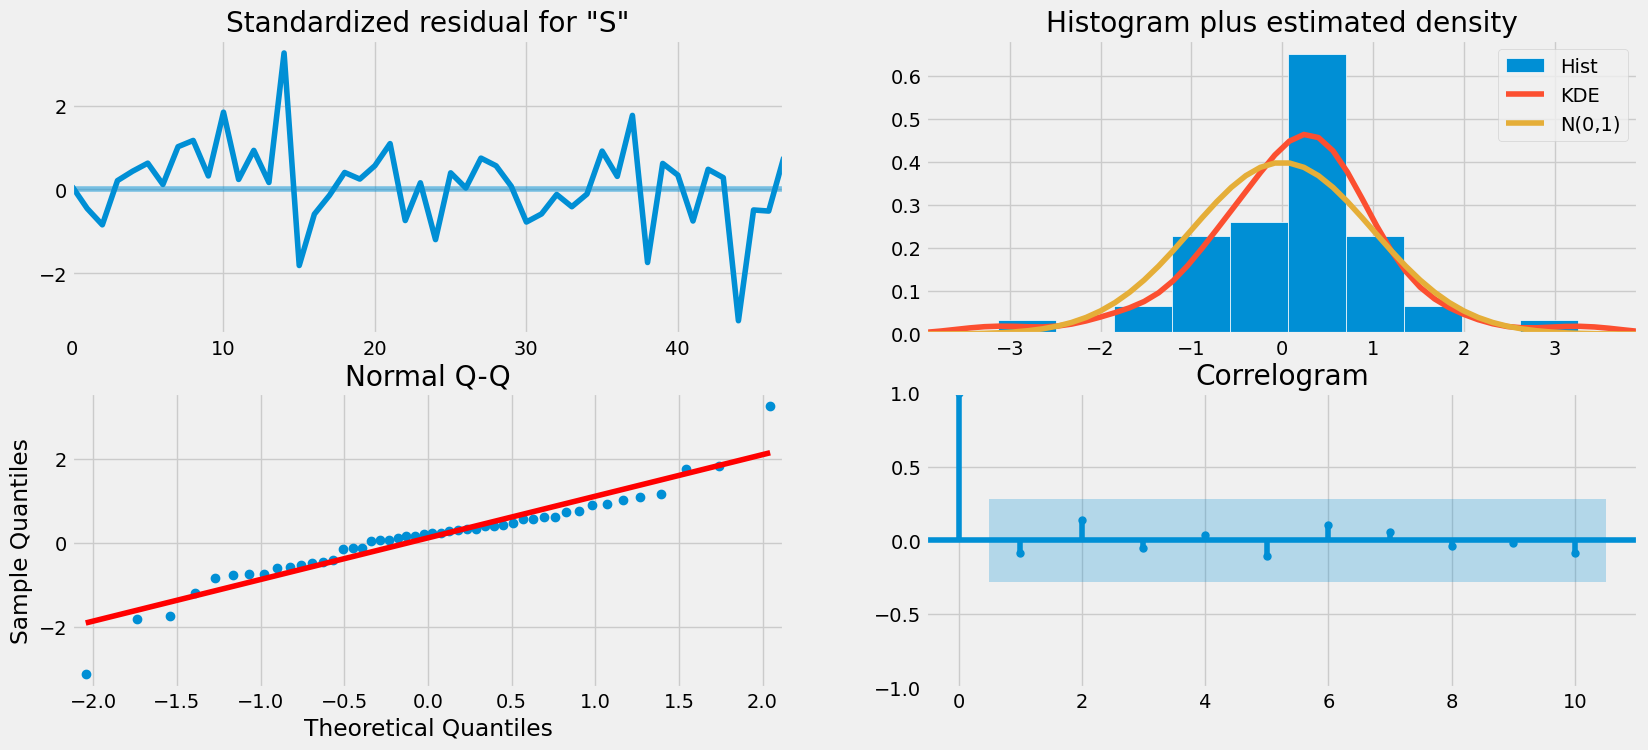 Standardized residual for "S"
2
0
−2
0 10 20 30 40
Histogram plus estimated density
0.6
0.5
0.4
0.3
0.2
0.1
0.0
−3 −2 −1 0 1 2 3
Hist
KDE
N(0,1)
Normal Q-Q
Sample Quantiles
2
0
−2
−2.0 −1.5 −1.0 −0.5 0.0 0.5 1.0 1.5 2.0
Theoretical Quantiles
Correlogram
1.0
0.5
0.0
−0.5
−1.0
0 2 4 6 8 10